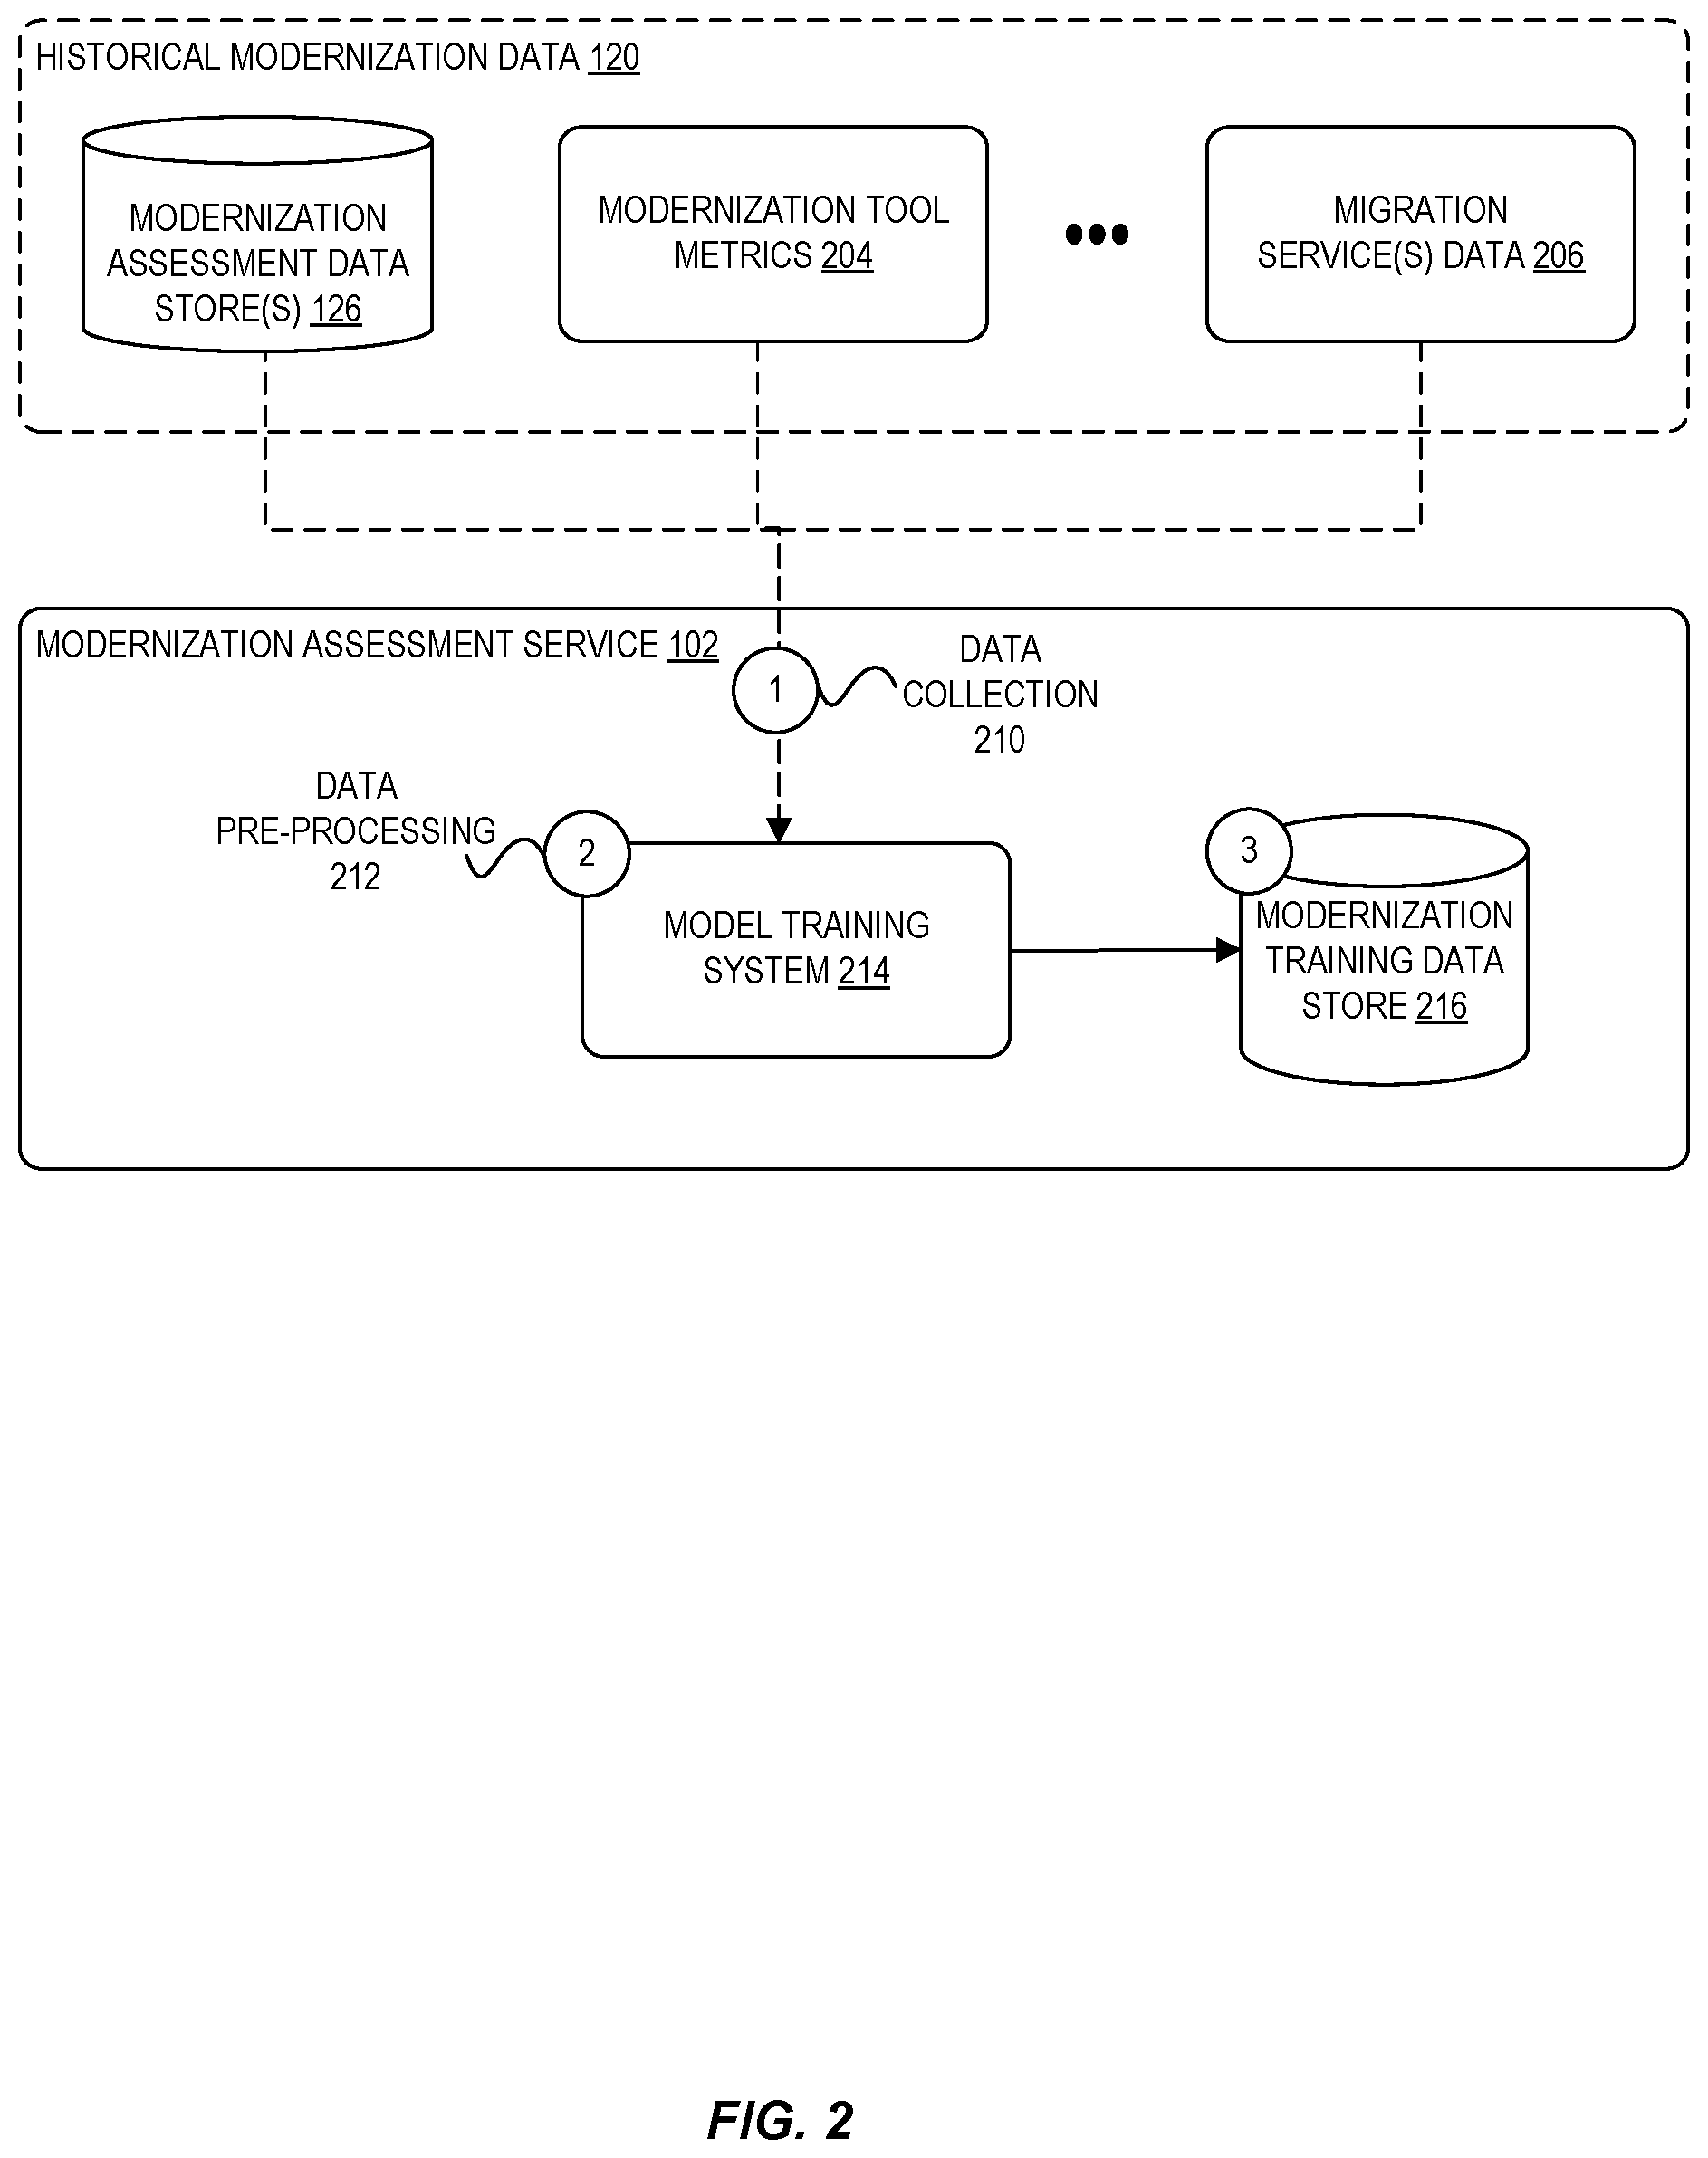 HISTORICAL MODERNIZATION DATA 120
MODERNIZATION
ASSESSMENT DATA
STORE(S) 126
MODERNIZATION TOOL
METRICS 204
MIGRATION
SERVICE(S) DATA 206
MODERNIZATION ASSESSMENT SERVICE 102
1
DATA
COLLECTION
210
DATA
PRE-PROCESSING
212
2
MODEL TRAINING
SYSTEM 214
3
MODERNIZATION
TRAINING DATA
STORE 216
FIG. 2